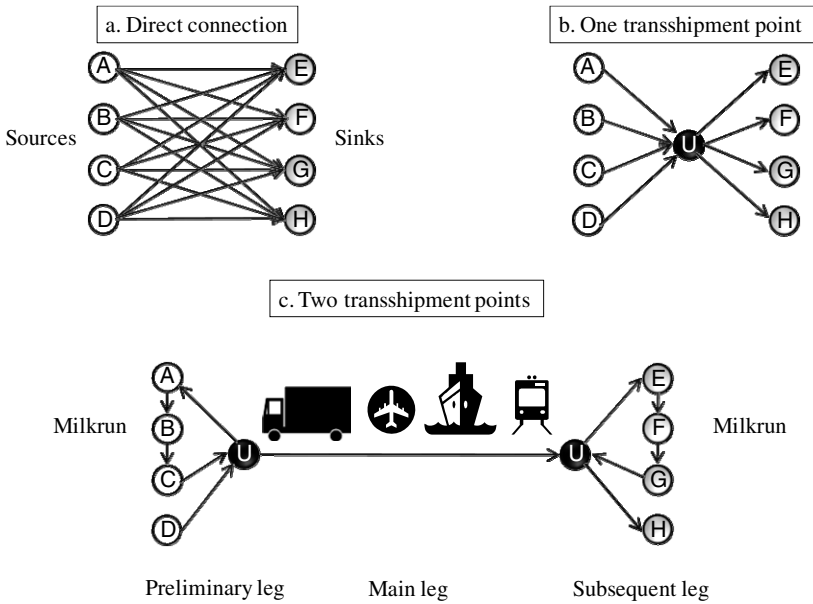 a. Direct connection
b. One transshipment point
A
E
A
E
B
F
B
F
Sources
Sinks
U
C
G
C
G
D
H
D
H
c. Two transshipment points
A
E
Milkrun
B
F
Milkrun
U
U
C
G
D
H
Preliminary leg
Main leg
Subsequent leg